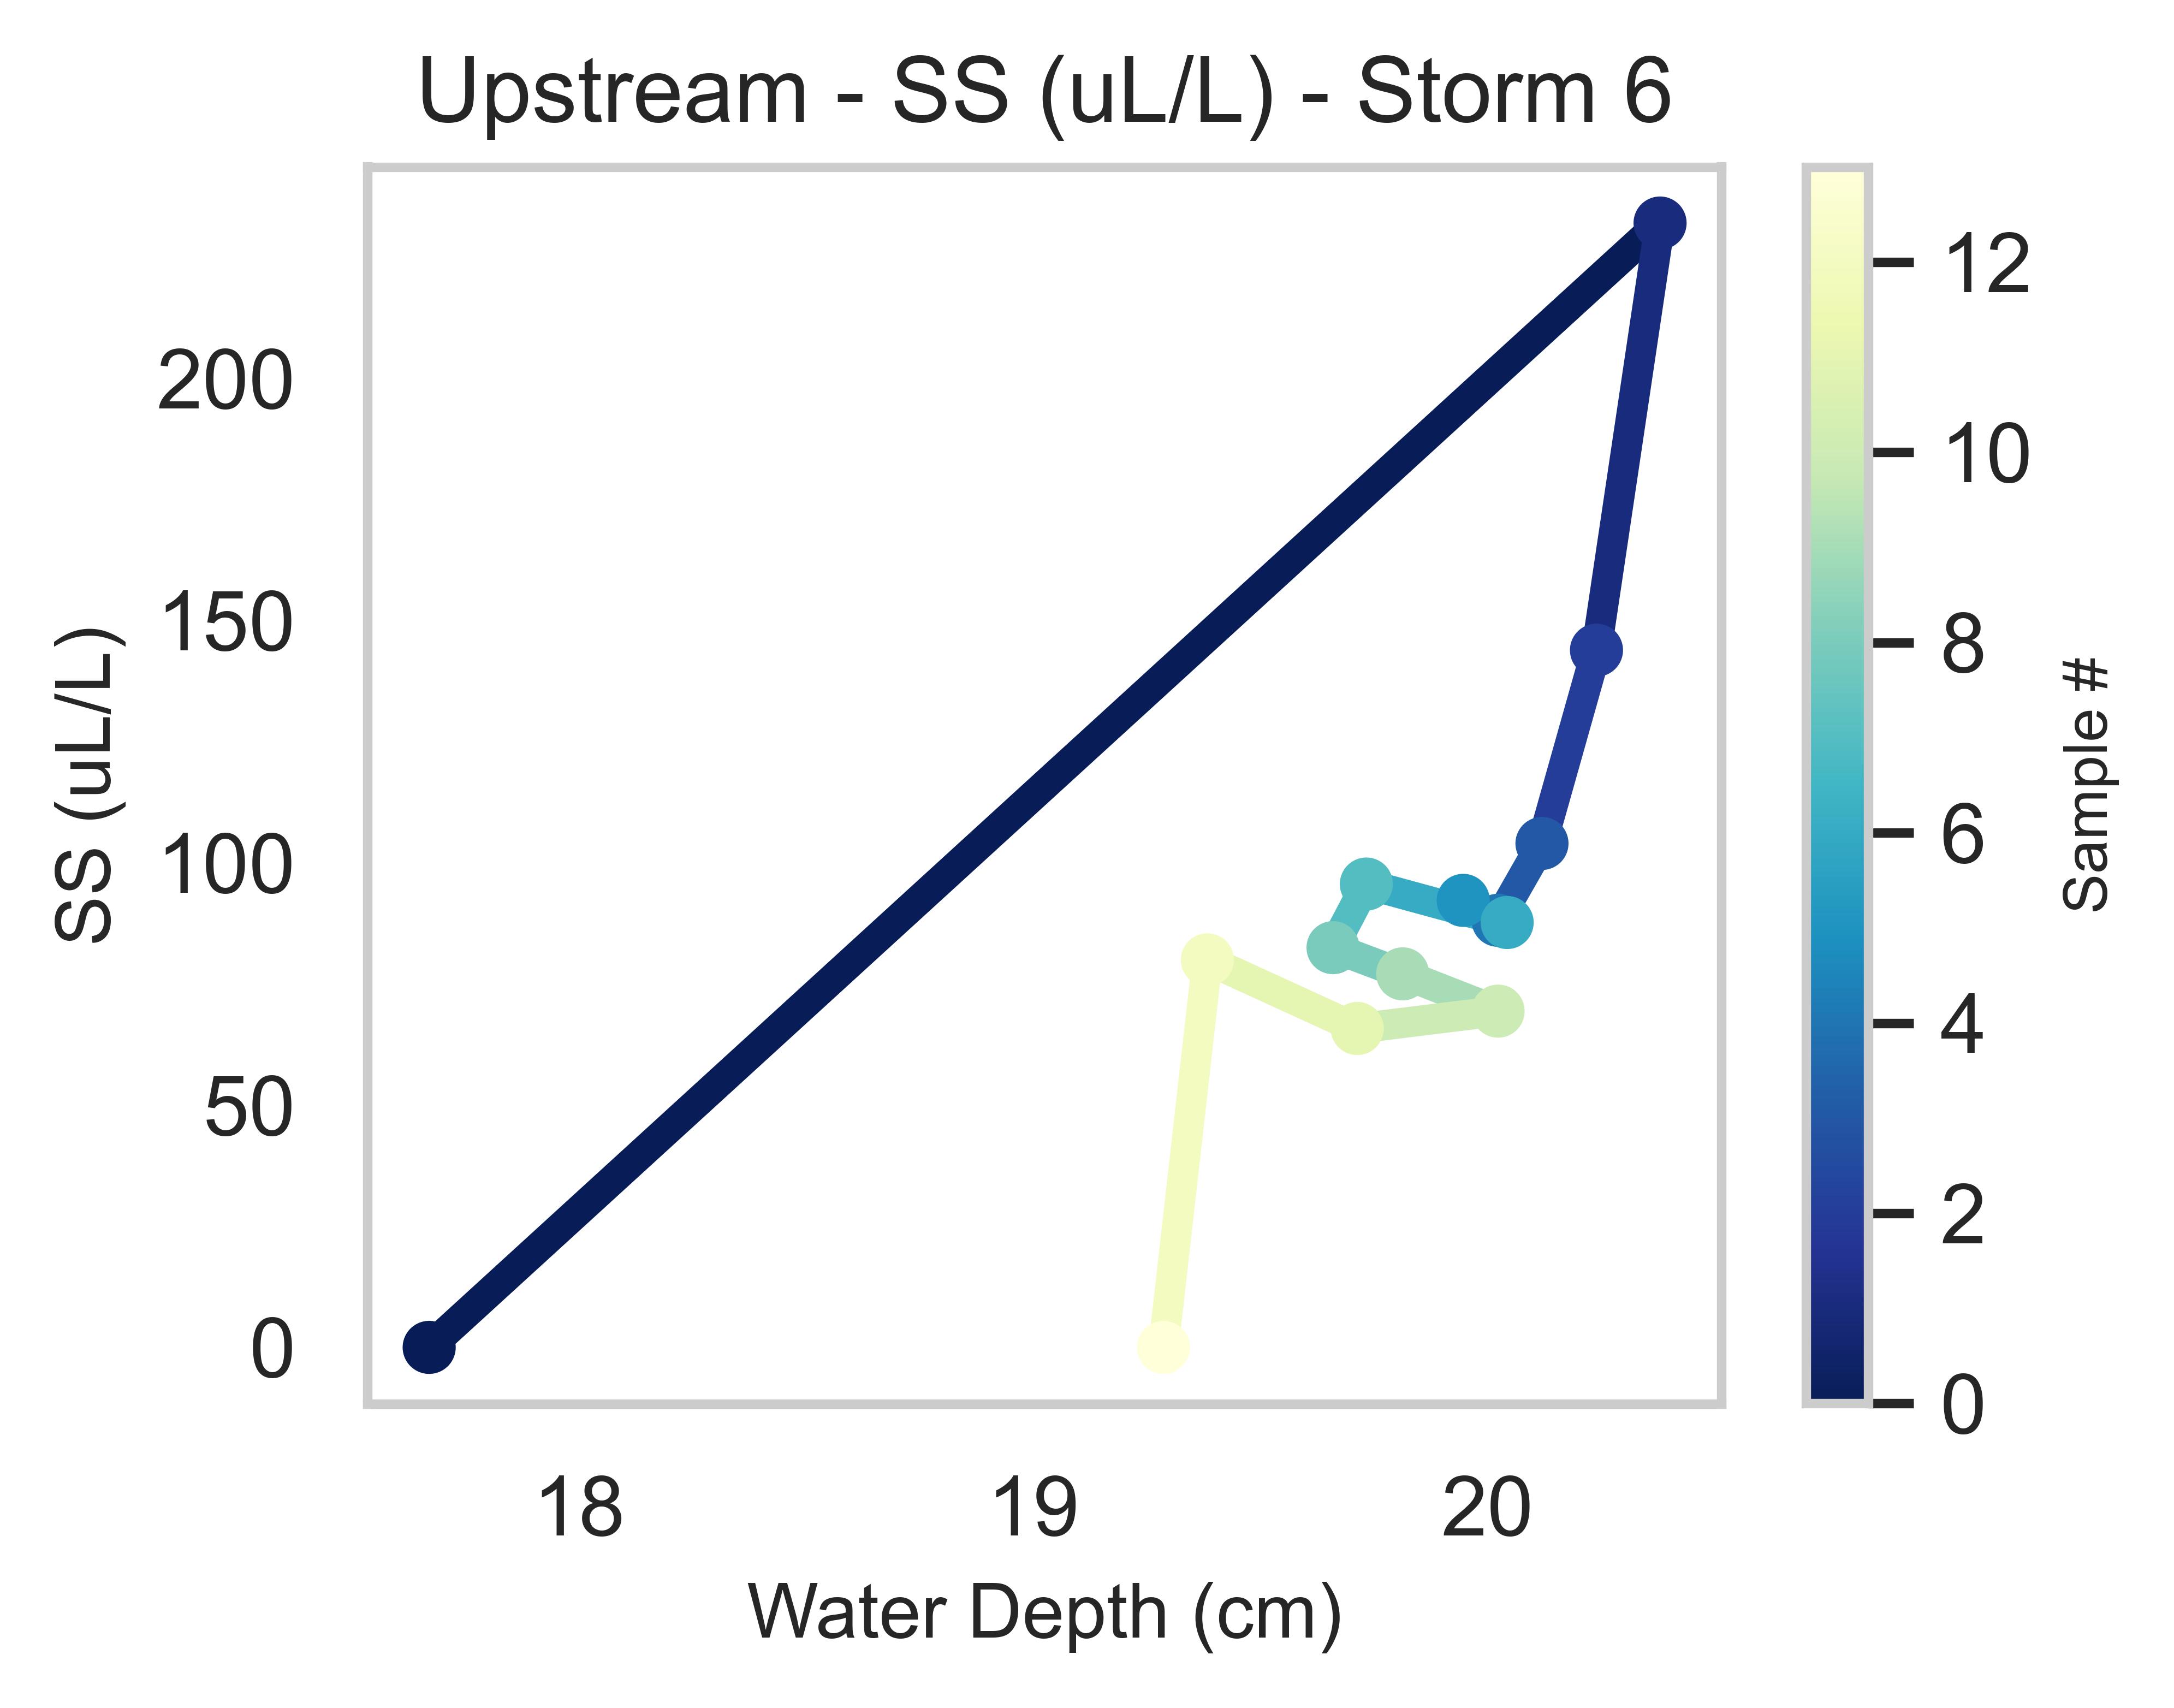 Upstream - SS (uL/L) - Storm 6
SS (uL/L)
200
150
100
50
0
18 19 20
Water Depth (cm)
12
10
8
6
4
2
0
Sample #